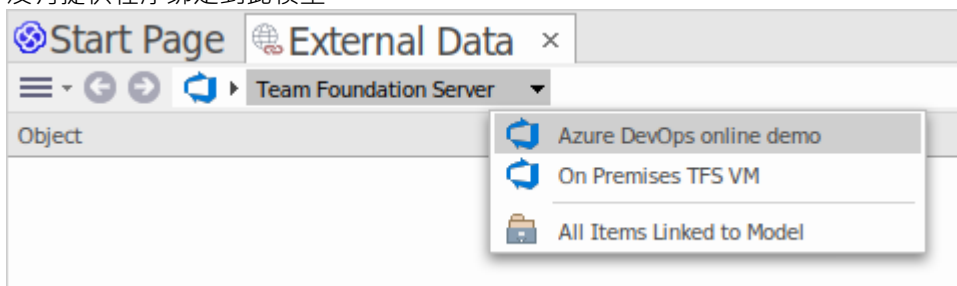 Start Page External Data ×
Team Foundation Server
Object
Azure DevOps online demo
On Premises TFS VM
All Items Linked to Model